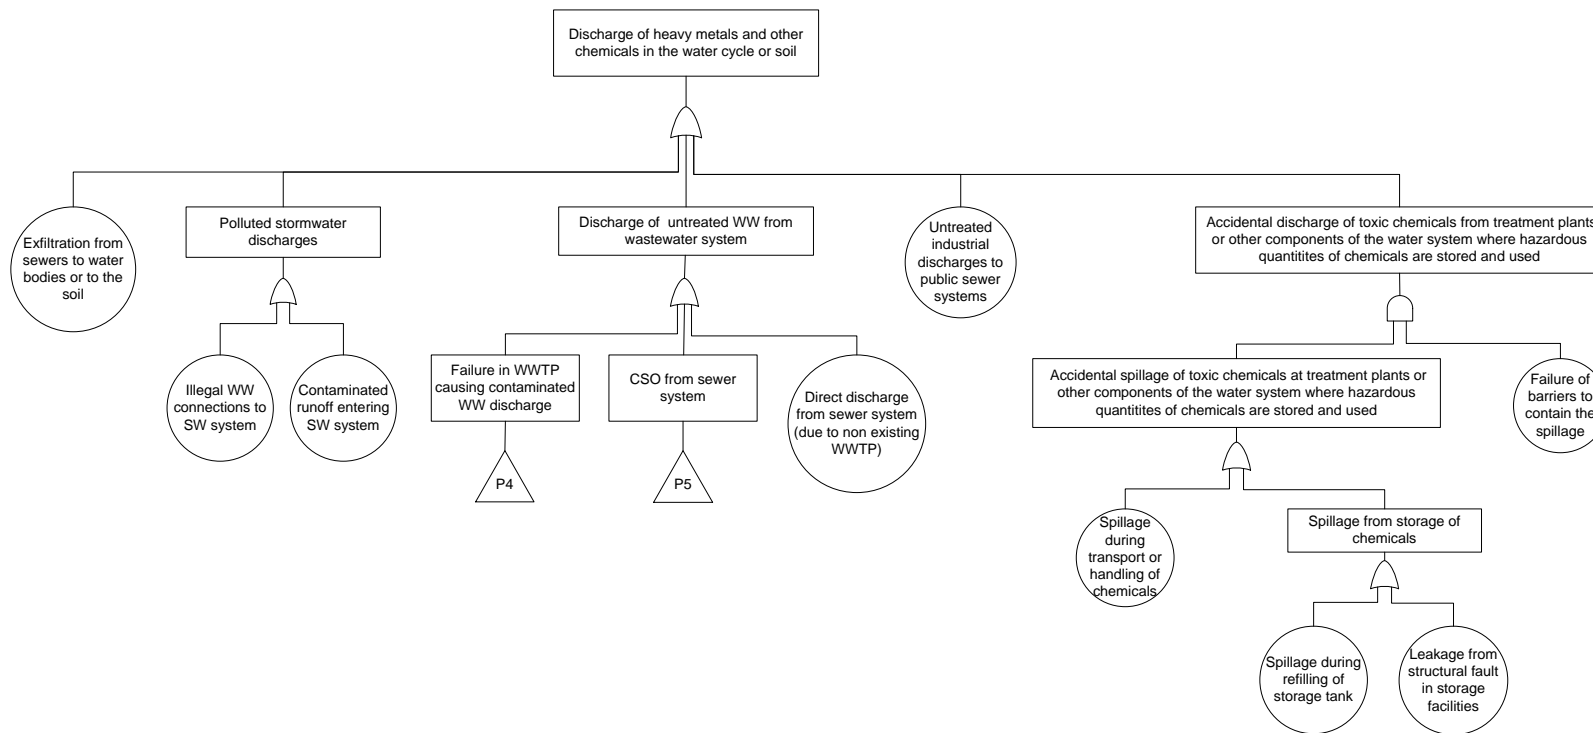 Discharge of heavy metals and other
chemicals in the water cycle or soil
Exfiltration from
sewers to water
bodies or to the
soil
Polluted stormwater
discharges
Discharge of  untreated WW from
wastewater system
Untreated
industrial
discharges to
public sewer
systems
Accidental discharge of toxic chemicals from treatment plants
or other components of the water system where hazardous
quantitites of chemicals are stored and used
Illegal WW
connections to
SW system
Contaminated
runoff entering
SW system
Failure in WWTP
causing contaminated
WW discharge
CSO from sewer
system
Direct discharge
from sewer system
(due to non existing
WWTP)
Accidental spillage of toxic chemicals at treatment plants or
other components of the water system where hazardous
quantitites of chemicals are stored and used
Failure of
barriers to
contain the
spillage
P4
P5
Spillage
during
transport or
handling of
chemicals
Spillage from storage of
chemicals
Spillage during
refilling of
storage tank
Leakage from
structural fault
in storage
facilities